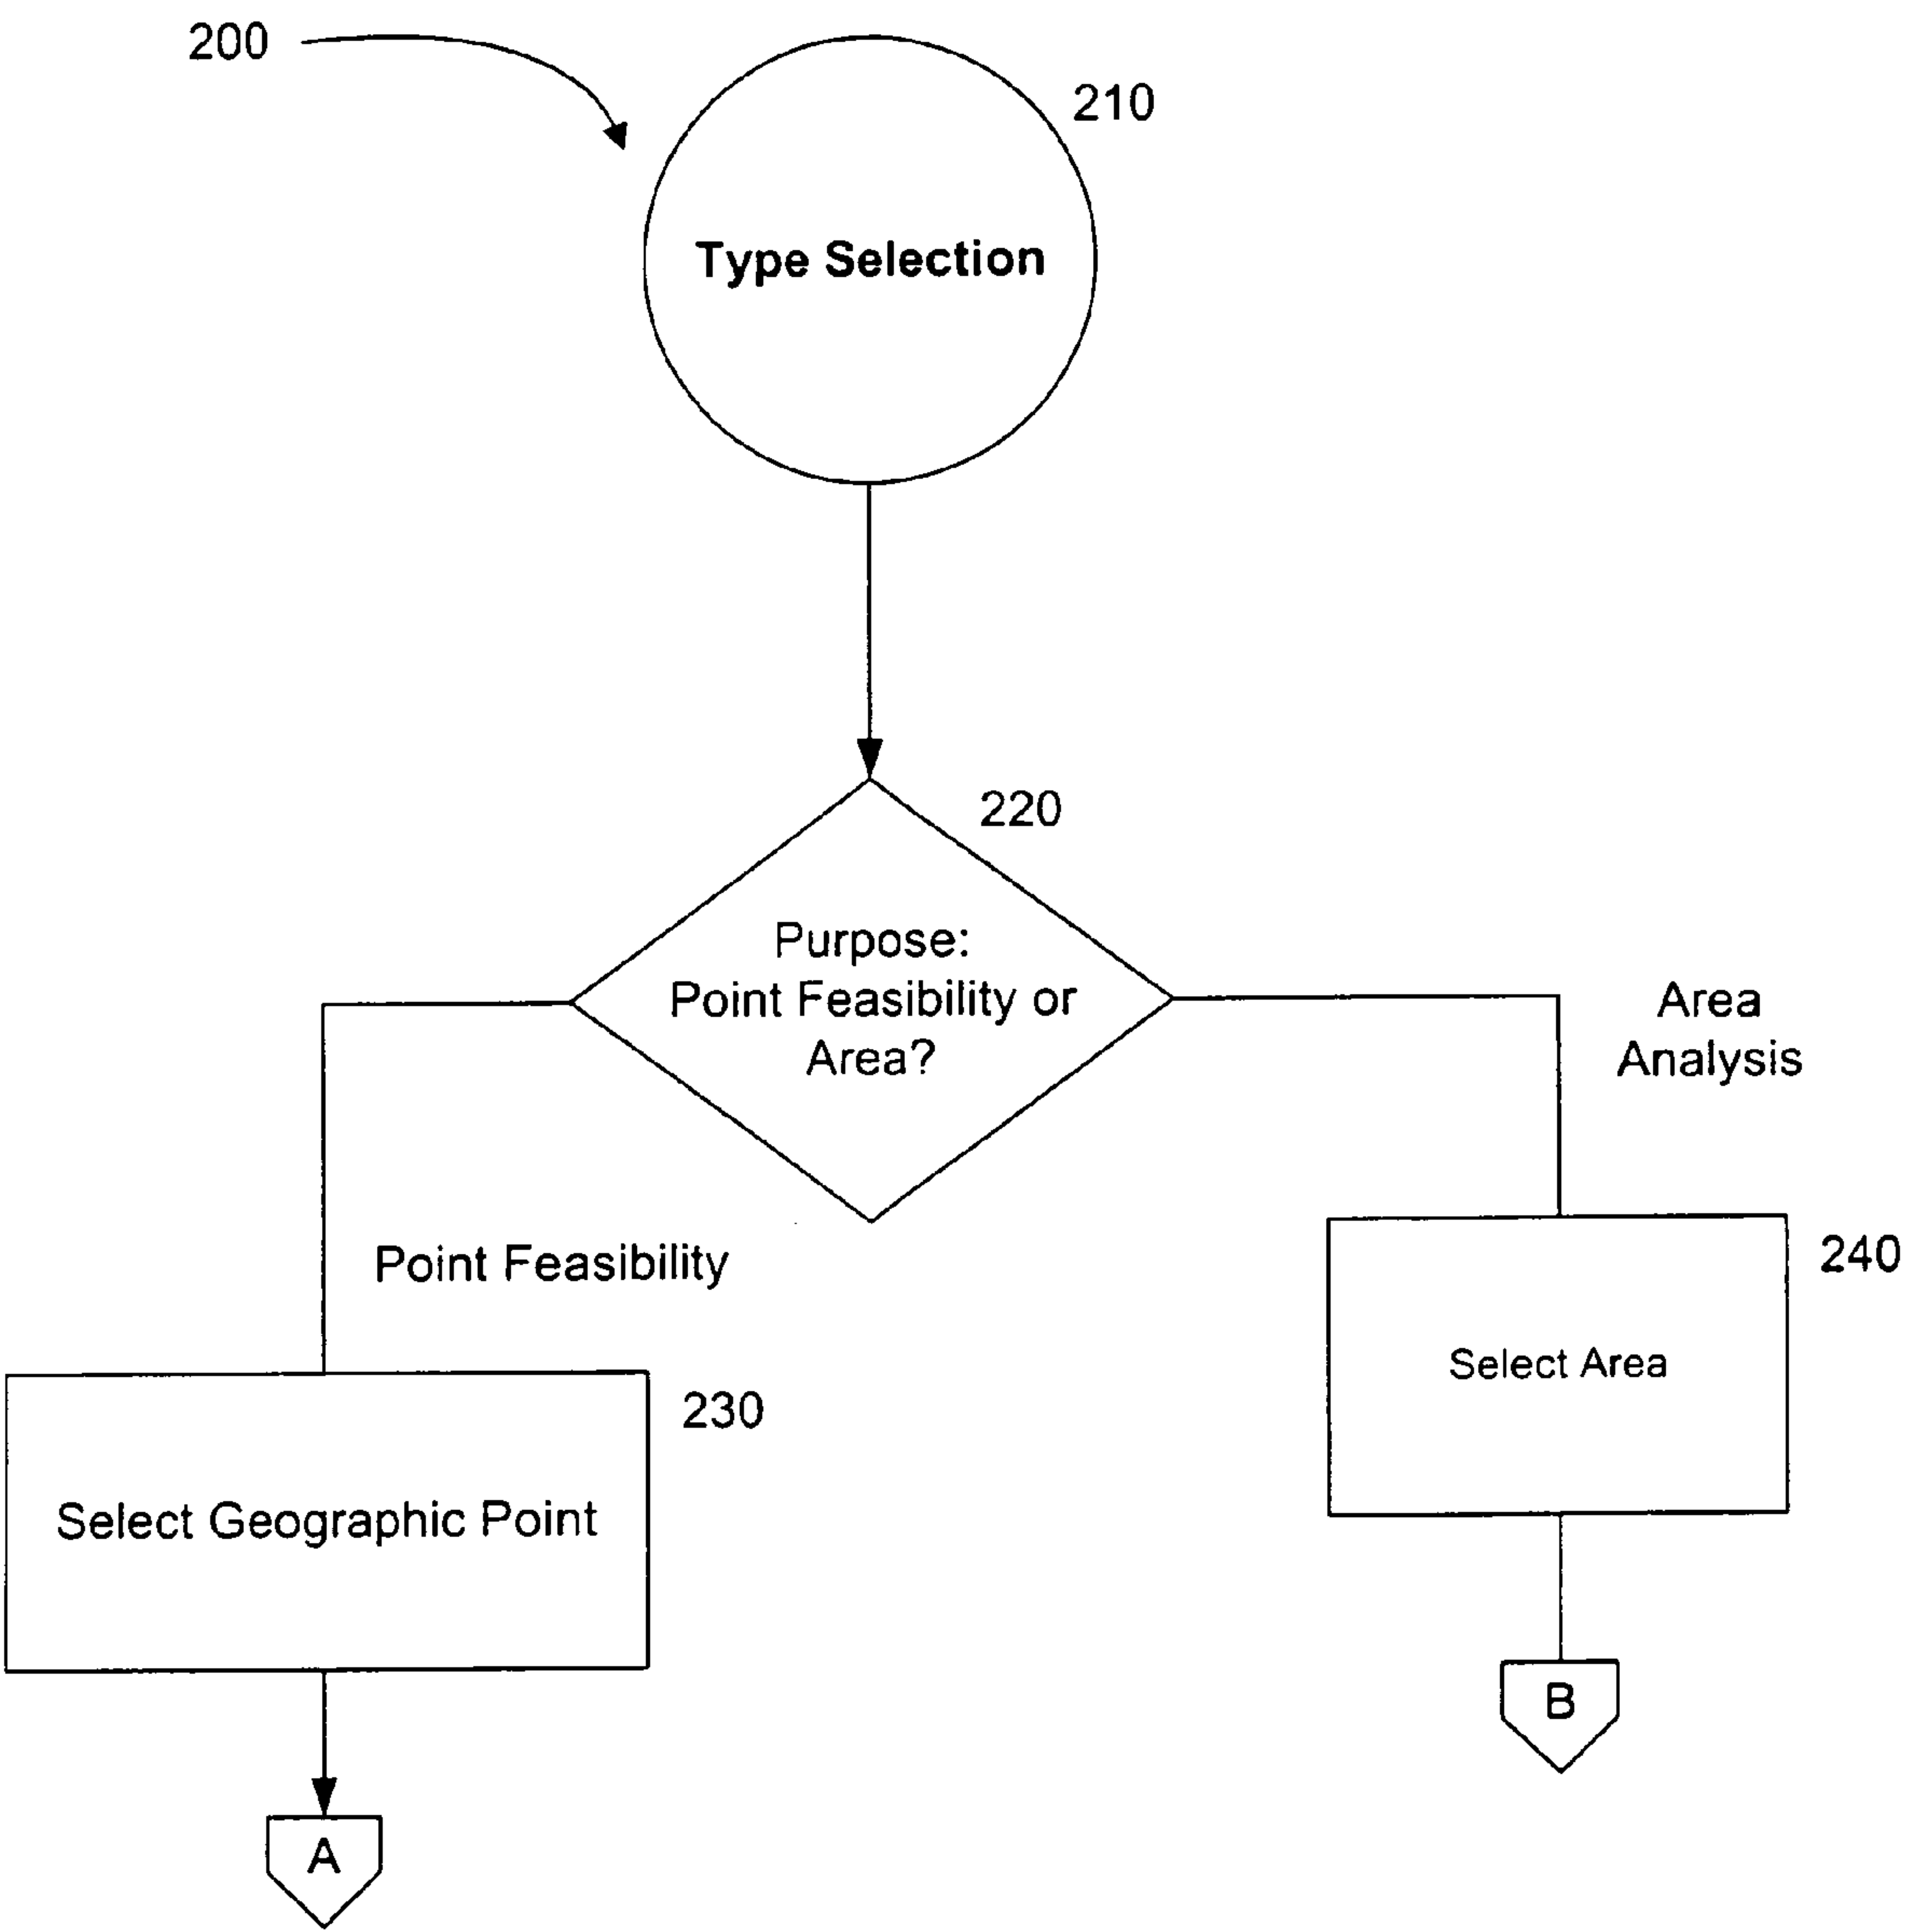 200
210
Type Selection
220
Purpose:
Point Feasibility or
Area?
Area
Analysis
Point Feasibility
240
Select Area
230
Select Geographic Point
B
A